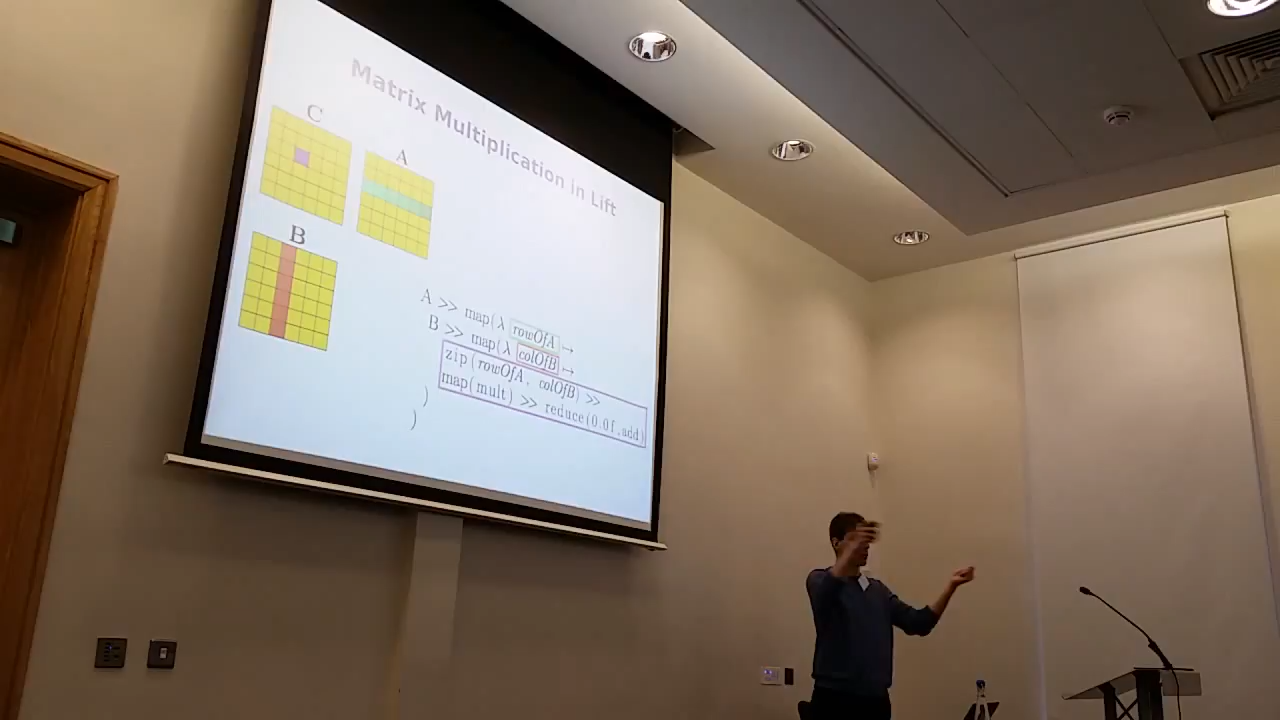 Matrix Multiplication in Lift
C
A
B
A >> map(λ rowOfA ↦
B >> map(λ colOfB ↦
zip(rowOfA, colOfB) >>
map(mult) >> reduce(0.0f,add)
)
)